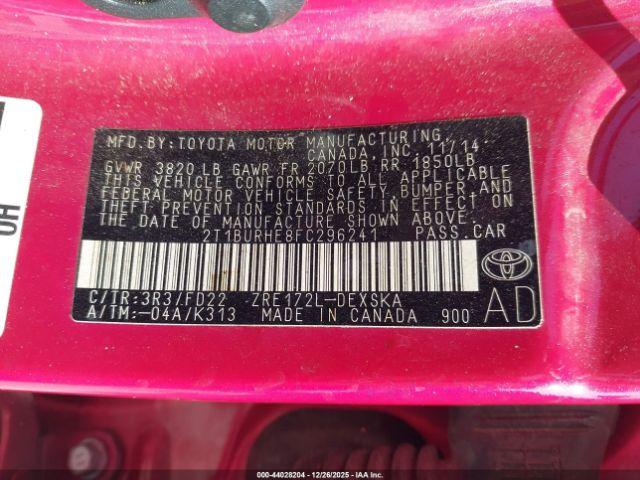 MFD. BY: TOYOTA MOTOR MANUFACTURING,
CANADA, INC. 11/14
GVWR 3820 LB GAWR FR 2070LB RR 1850LB
THIS VEHICLE CONFORMS TO ALL APPLICABLE
FEDERAL MOTOR VEHICLE SAFETY, BUMPER, AND
THEFT PREVENTION STANDARDS IN EFFECT ON
THE DATE OF MANUFACTURE SHOWN ABOVE.
2T1BURHE8FC296241 PASS. CAR
C/TR: 3R3/FD22 ZRE172L-DEXSKA
A/TM: -04A/K313 MADE IN CANADA 900
AD
HO
000-44028204 - 12/26/2025 - IAAI, Inc.